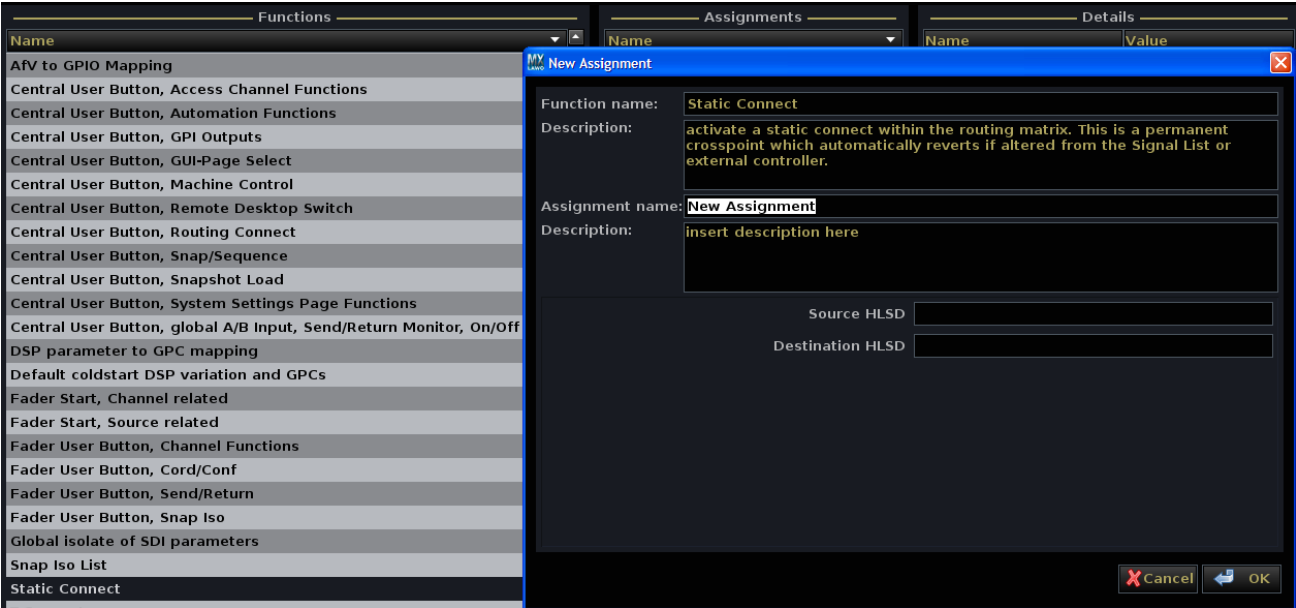 Functions
Name
AfV to GPIO Mapping
Central User Button, Access Channel Functions
Central User Button, Automation Functions
Central User Button, GPI Outputs
Central User Button, GUI-Page Select
Central User Button, Machine Control
Central User Button, Remote Desktop Switch
Central User Button, Routing Connect
Central User Button, Snap/Sequence
Central User Button, Snapshot Load
Central User Button, System Settings Page Functions
Central User Button, global A/B Input, Send/Return Monitor, On/Off
DSP parameter to GPC mapping
Default coldstart DSP variation and GPCs
Fader Start, Channel related
Fader Start, Source related
Fader User Button, Channel Functions
Fader User Button, Cord/Conf
Fader User Button, Send/Return
Fader User Button, Snap Iso
Global isolate of SDI parameters
Snap Iso List
Static Connect
Assignments
Name
Details
Name Value
MX LAWO New Assignment
Function name: Static Connect
Description: activate a static connect within the routing matrix. This is a permanent
crosspoint which automatically reverts if altered from the Signal List or
external controller.
Assignment name: New Assignment
Description: insert description here
Source HLSD
Destination HLSD
Cancel OK